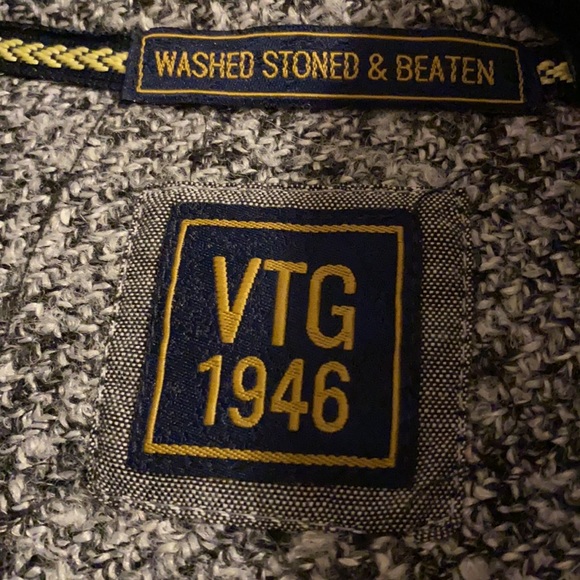 WASHED STONED & BEATEN
VTG
1946